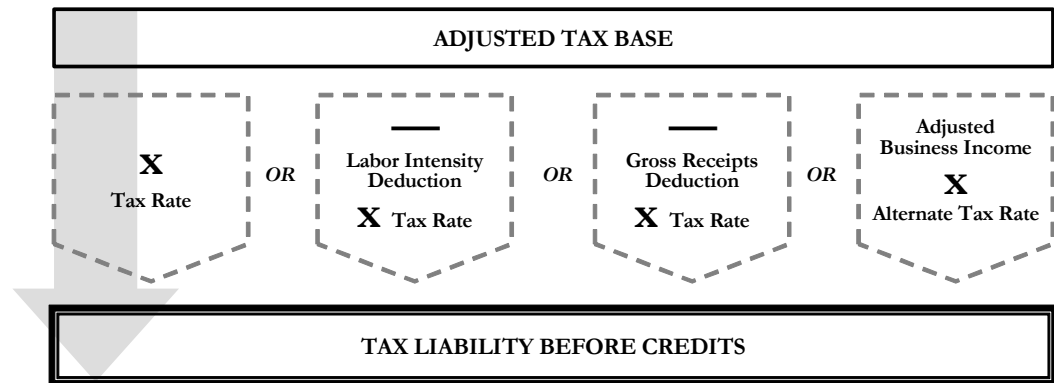 ADJUSTED TAX BASE
X
Tax Rate
OR
—
Labor Intensity
Deduction
X Tax Rate
OR
—
Gross Receipts
Deduction
X Tax Rate
OR
Adjusted
Business Income
X
Alternate Tax Rate
TAX LIABILITY BEFORE CREDITS